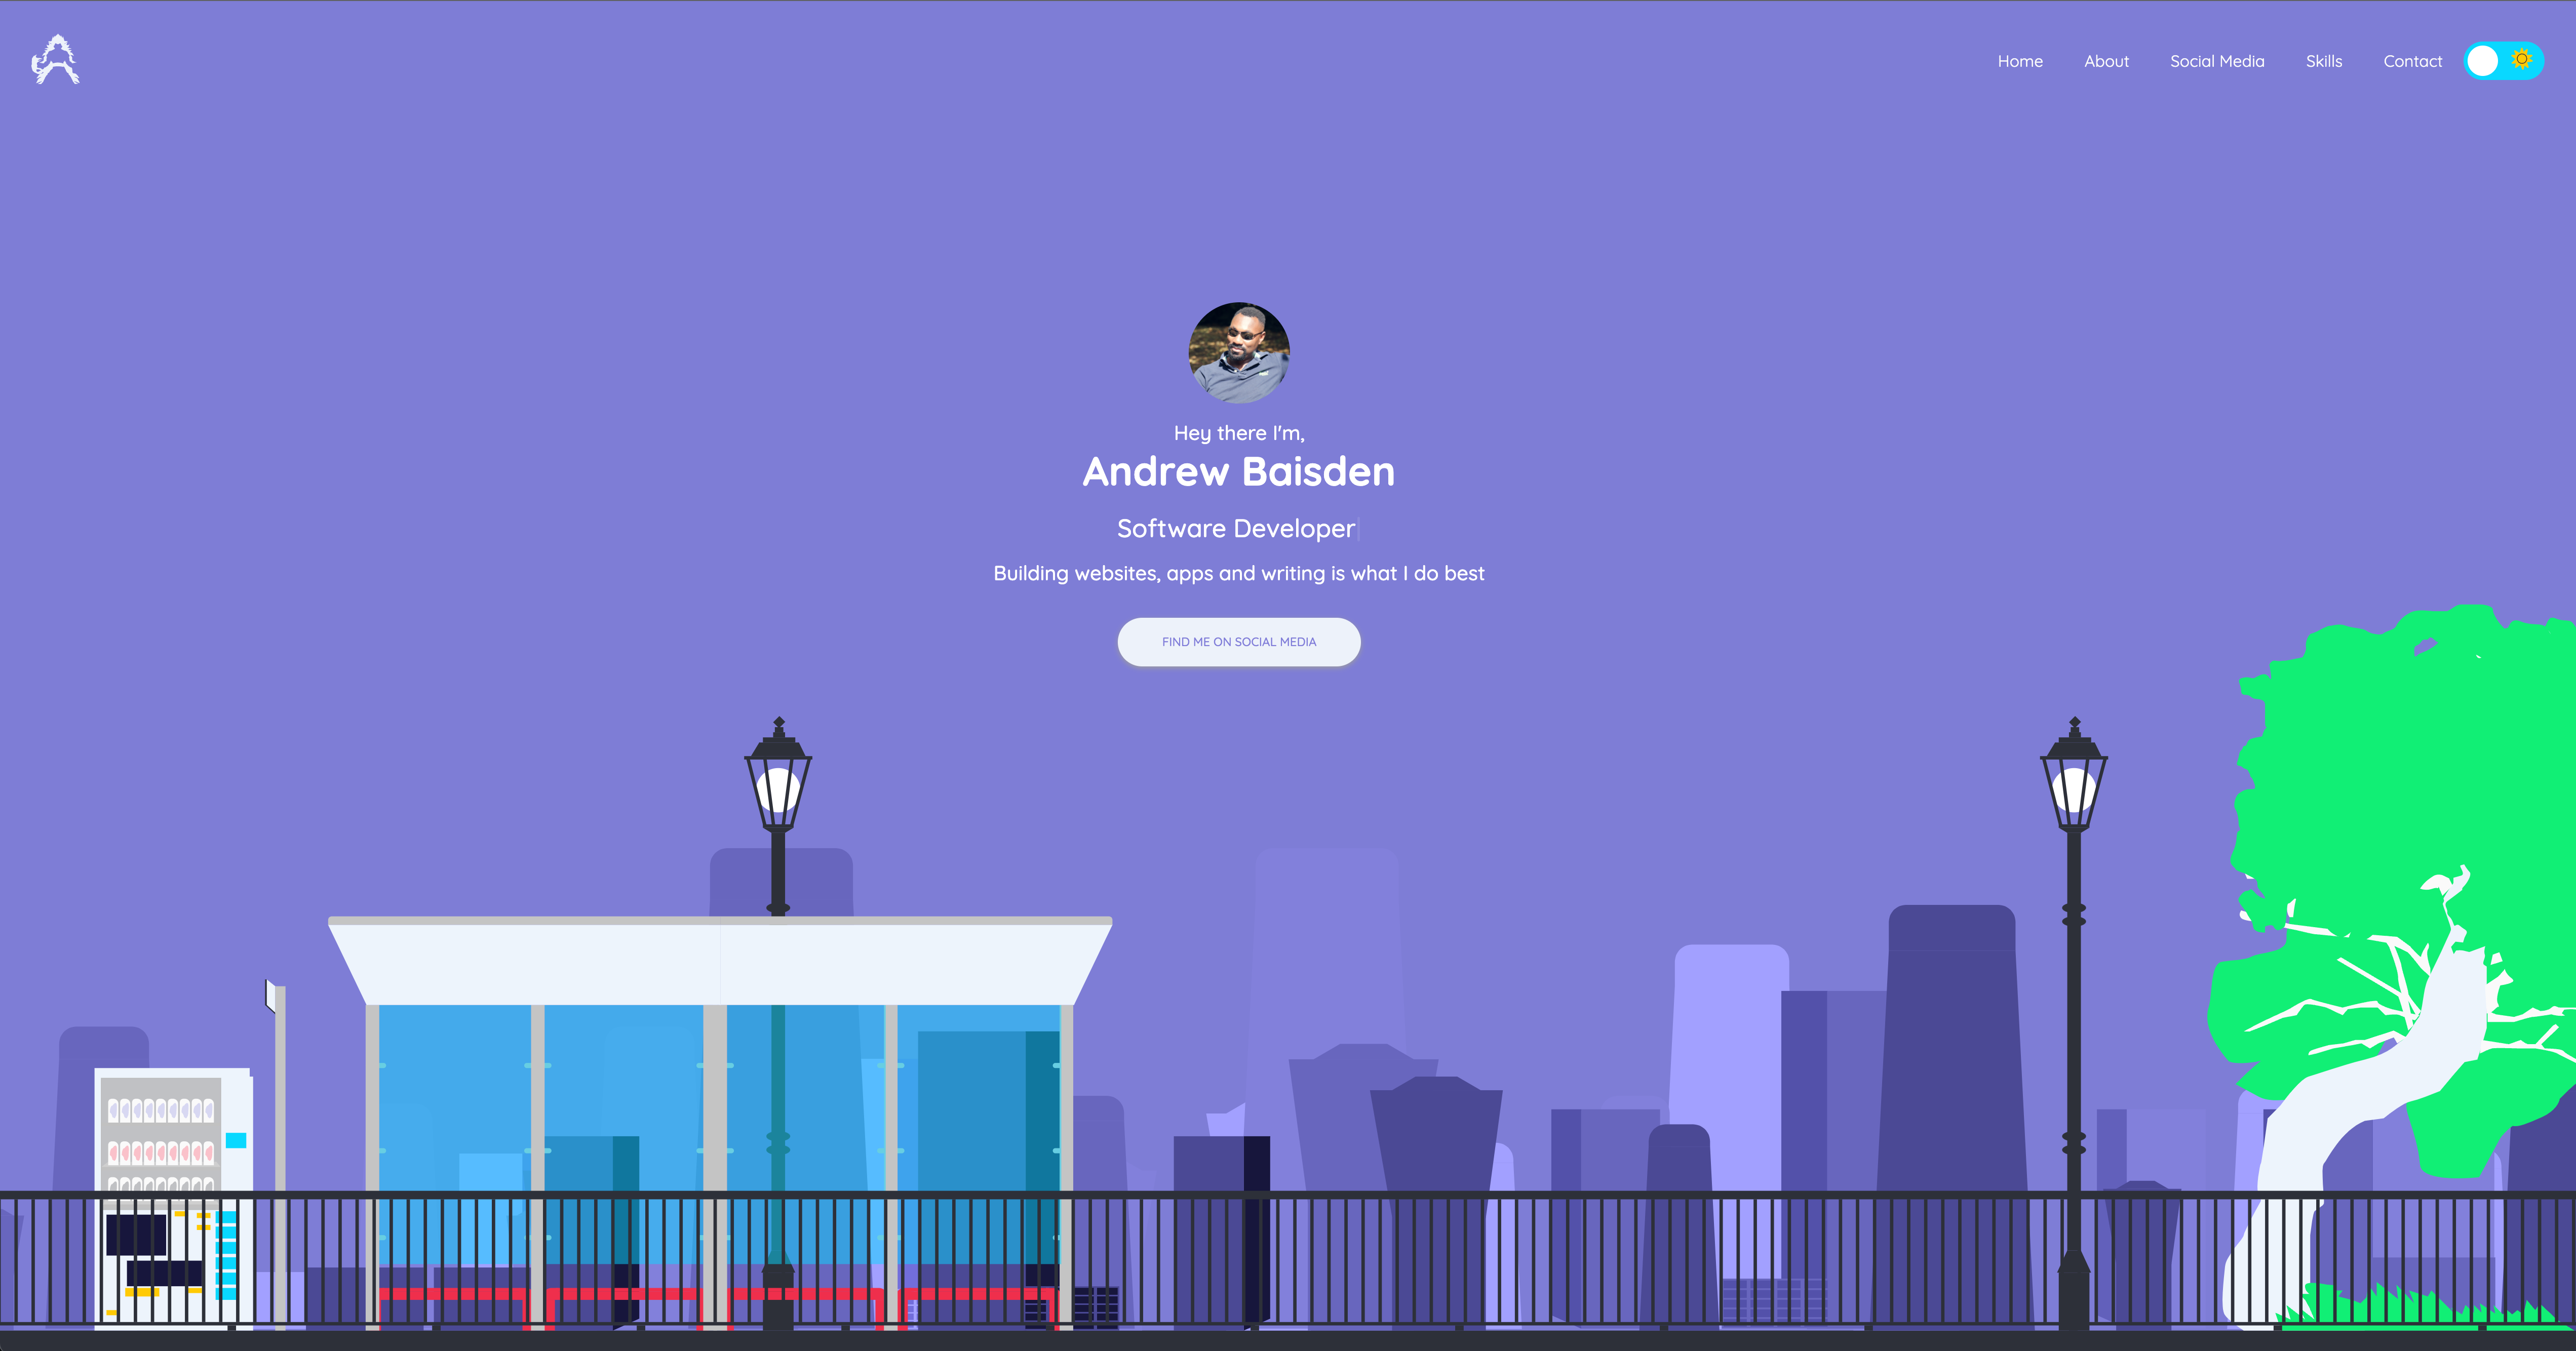 Home About Social Media Skills Contact
Hey there I'm,
Andrew Baisden
Software Developer
Building websites, apps and writing is what I do best
FIND ME ON SOCIAL MEDIA